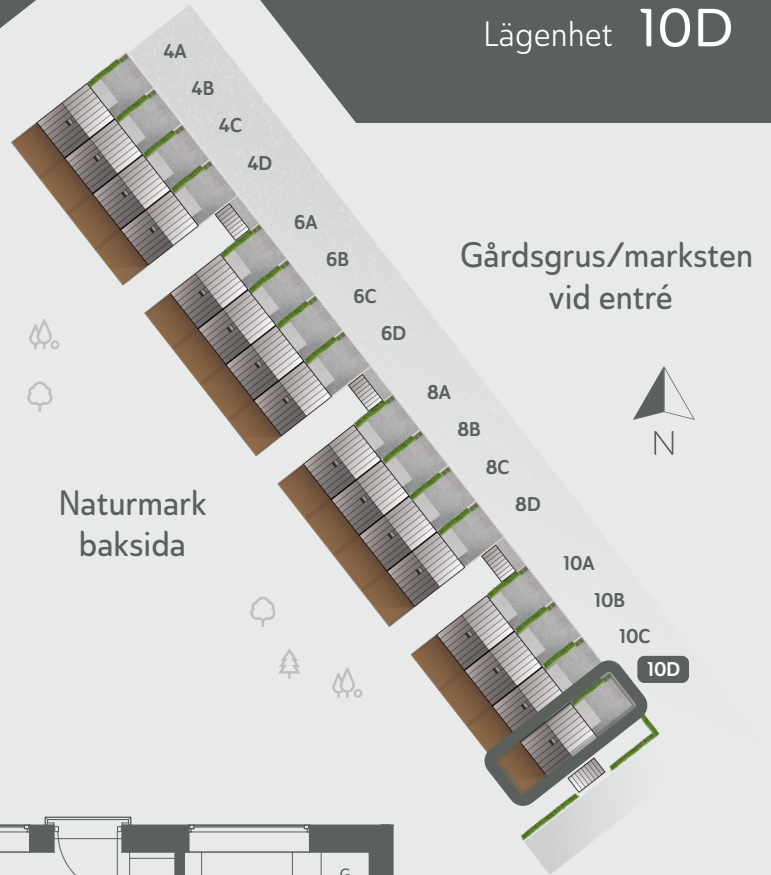 Lägenhet 10D
4A
4B
4C
4D
6A
6B
6C
6D
Gårdsgrus/marksten
vid entré
8A
8B
8C
8D
N
Naturmark
baksida
10A
10B
10C
10D
G